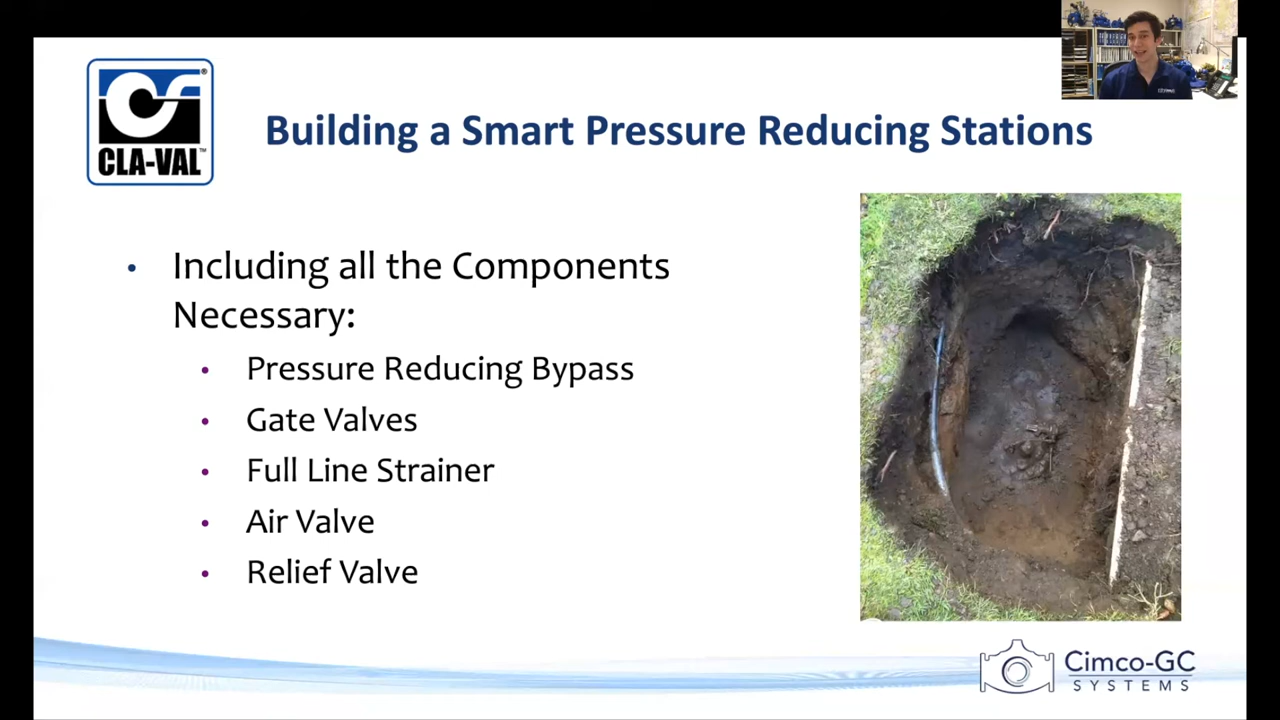 CLA-VAL™
Building a Smart Pressure Reducing Stations
• Including all the Components
Necessary:
• Pressure Reducing Bypass
• Gate Valves
• Full Line Strainer
• Air Valve
• Relief Valve
Cimco-GC
SYSTEMS